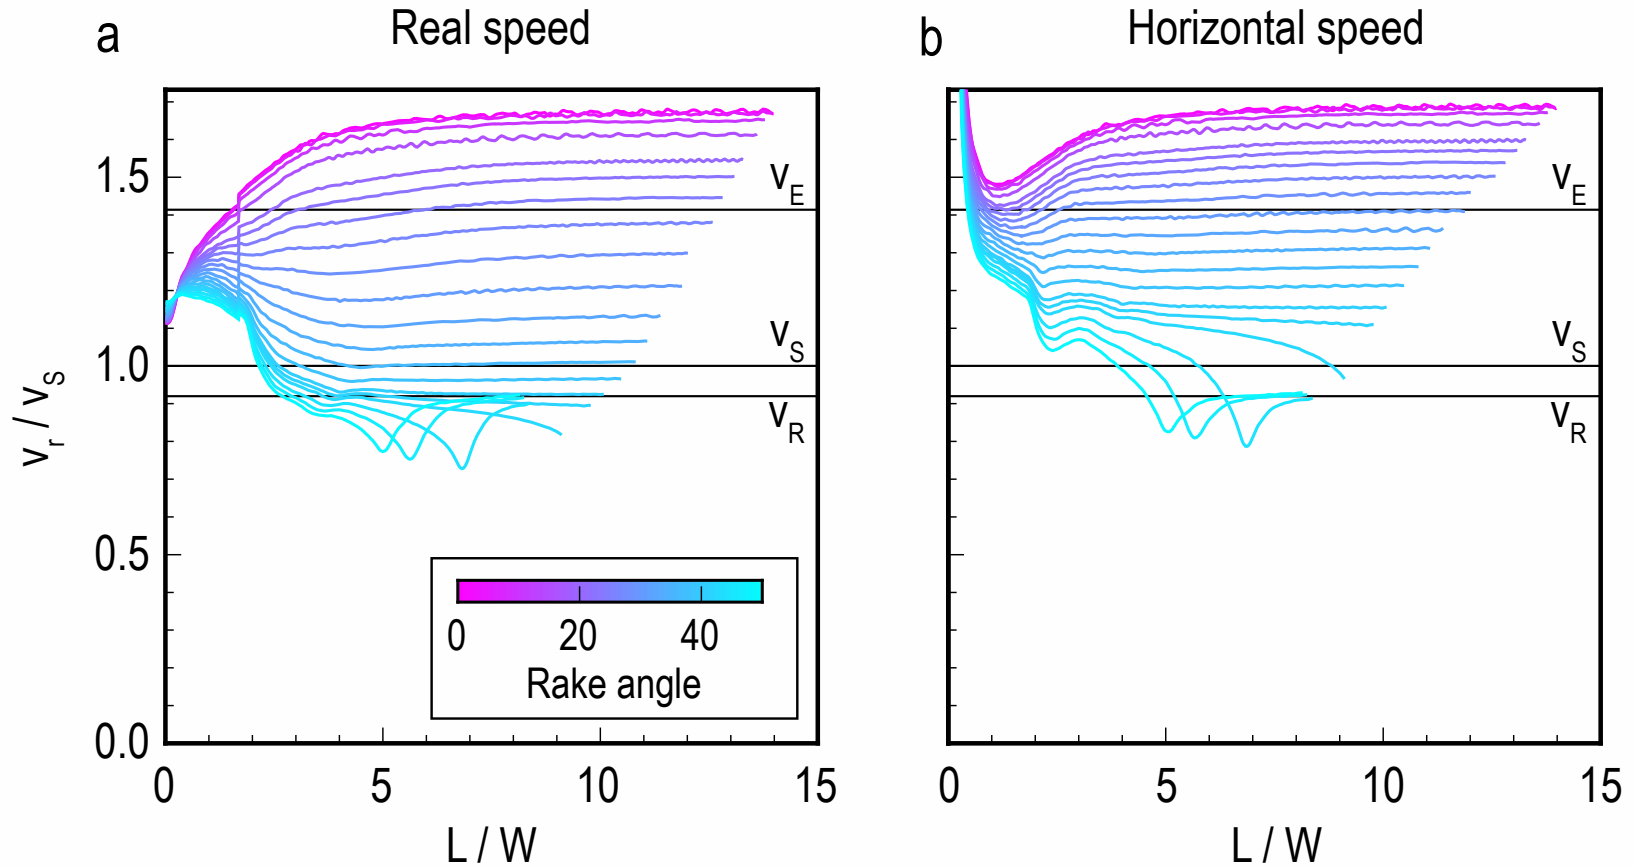 a
Real speed
b
Horizontal speed
1.5
1.0
0.5
0.0
v_r / v_S
v_E
v_S
v_R
0
20
40
Rake angle
0
5
10
15
L / W
v_E
v_S
v_R
0
5
10
15
L / W